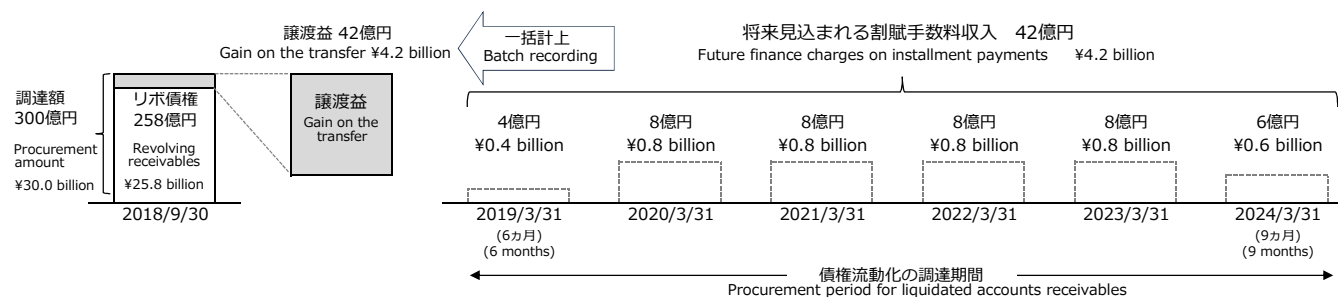 譲渡益 42億円
Gain on the transfer ¥4.2 billion
一括計上
Batch recording
将来見込まれる割賦手数料収入 42億円
Future finance charges on installment payments ¥4.2 billion
調達額
300億円
Procurement
amount
¥30.0 billion
リボ債権
258億円
Revolving
receivables
¥25.8 billion
2018/9/30
譲渡益
Gain on the
transfer
4億円
¥0.4 billion
8億円
¥0.8 billion
8億円
¥0.8 billion
8億円
¥0.8 billion
8億円
¥0.8 billion
6億円
¥0.6 billion
2019/3/31
(6ヵ月)
(6 months)
2020/3/31
2021/3/31
2022/3/31
2023/3/31
2024/3/31
(9ヵ月)
(9 months)
債権流動化の調達期間
Procurement period for liquidated accounts receivables